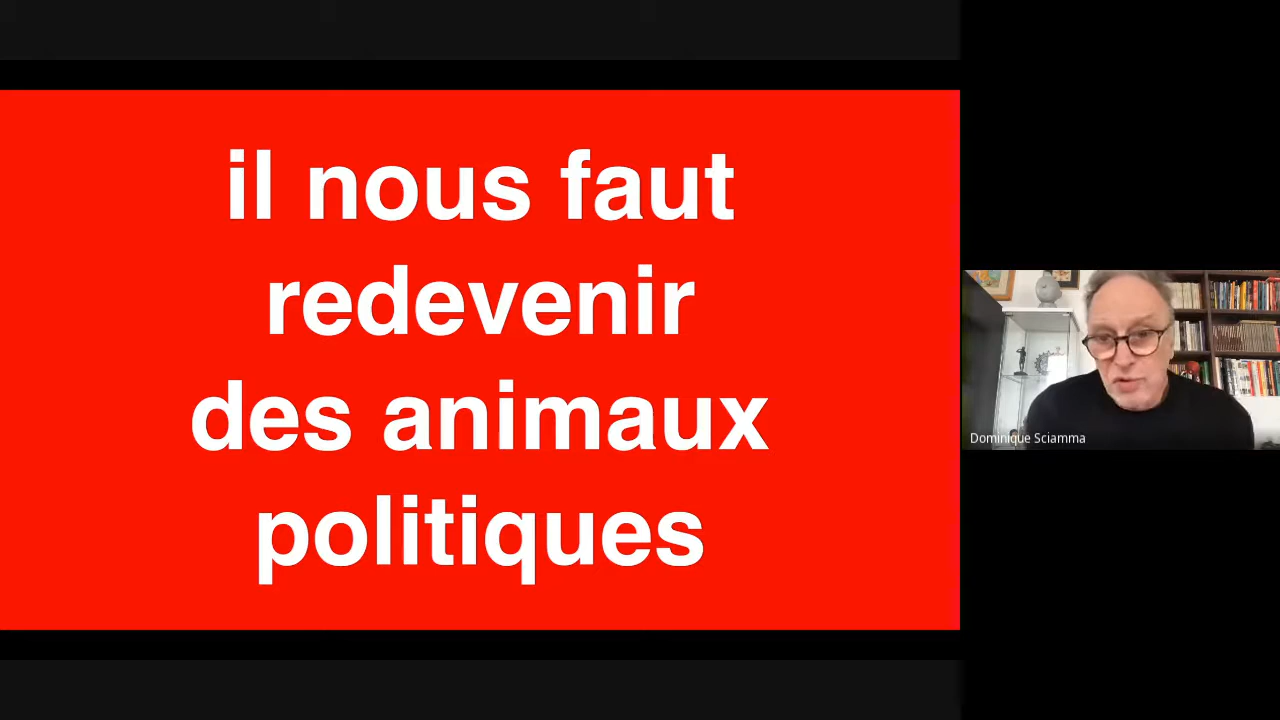 il nous faut
redevenir
des animaux
politiques
Dominique Sciamma